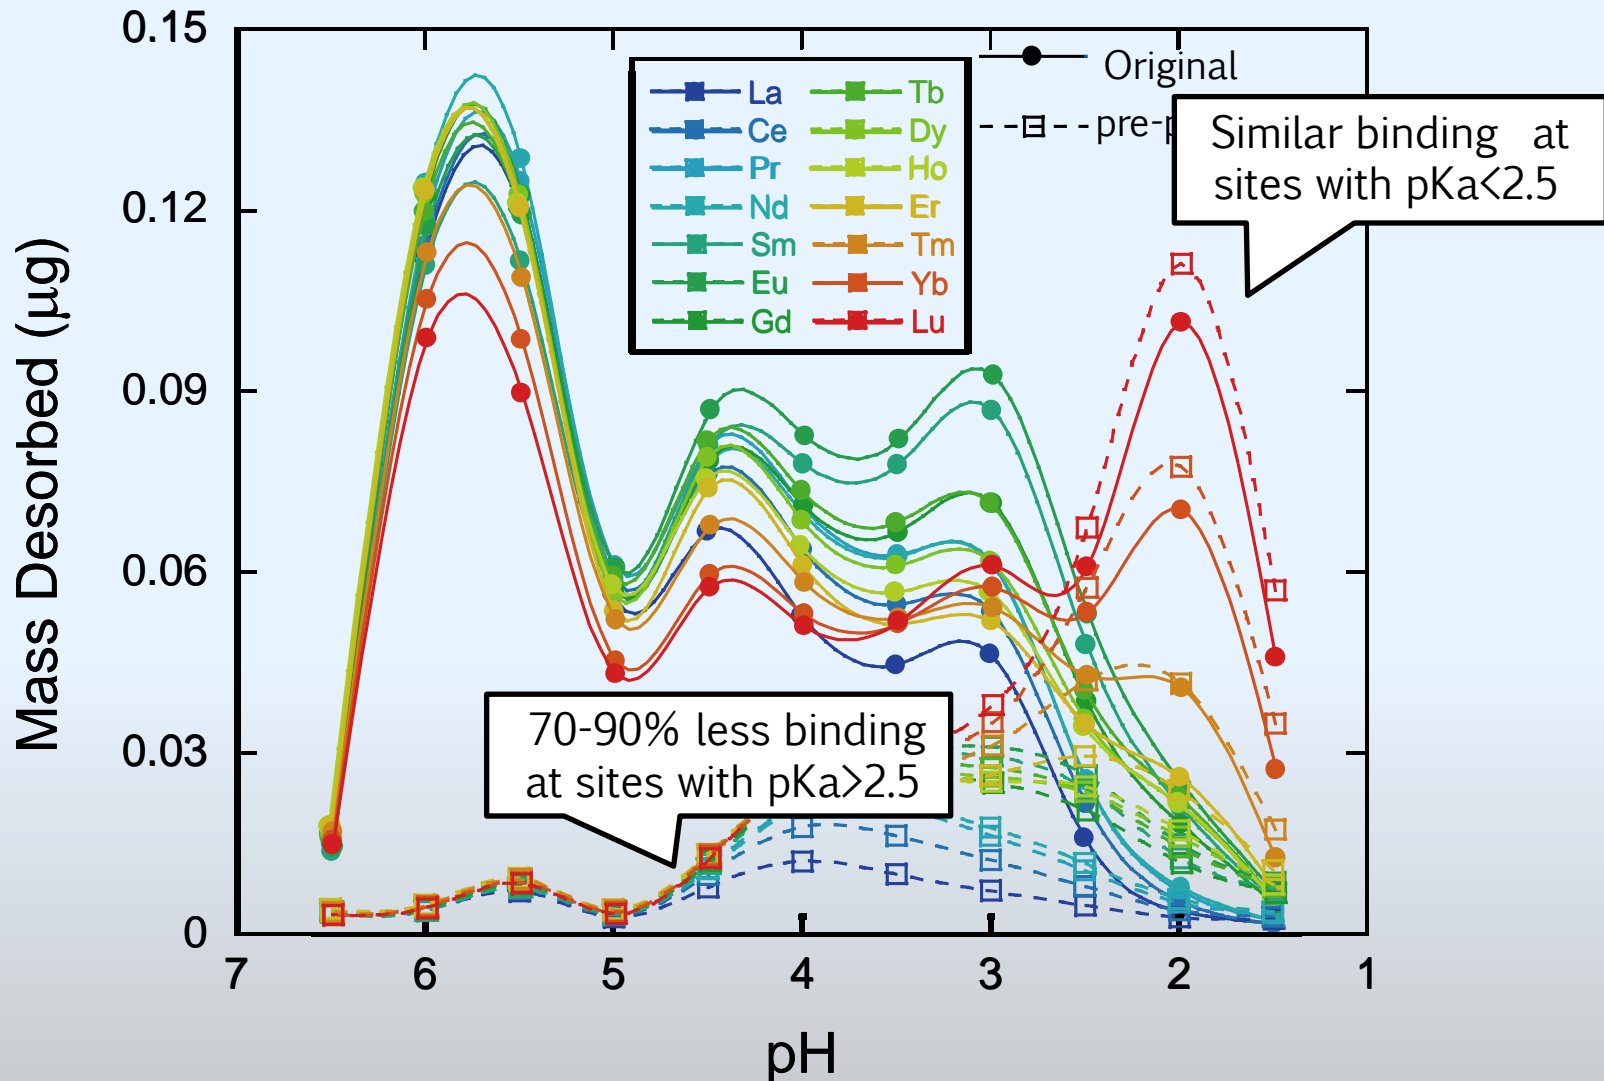 0.15
0.12
0.09
0.06
0.03
0
Mass Desorbed (µg)
La
Ce
Pr
Nd
Sm
Eu
Gd
Tb
Dy
Ho
Er
Tm
Yb
Lu
Original
Similar binding at
sites with pKa<2.5
70-90% less binding
at sites with pKa>2.5
7 6 5 4 3 2 1
pH